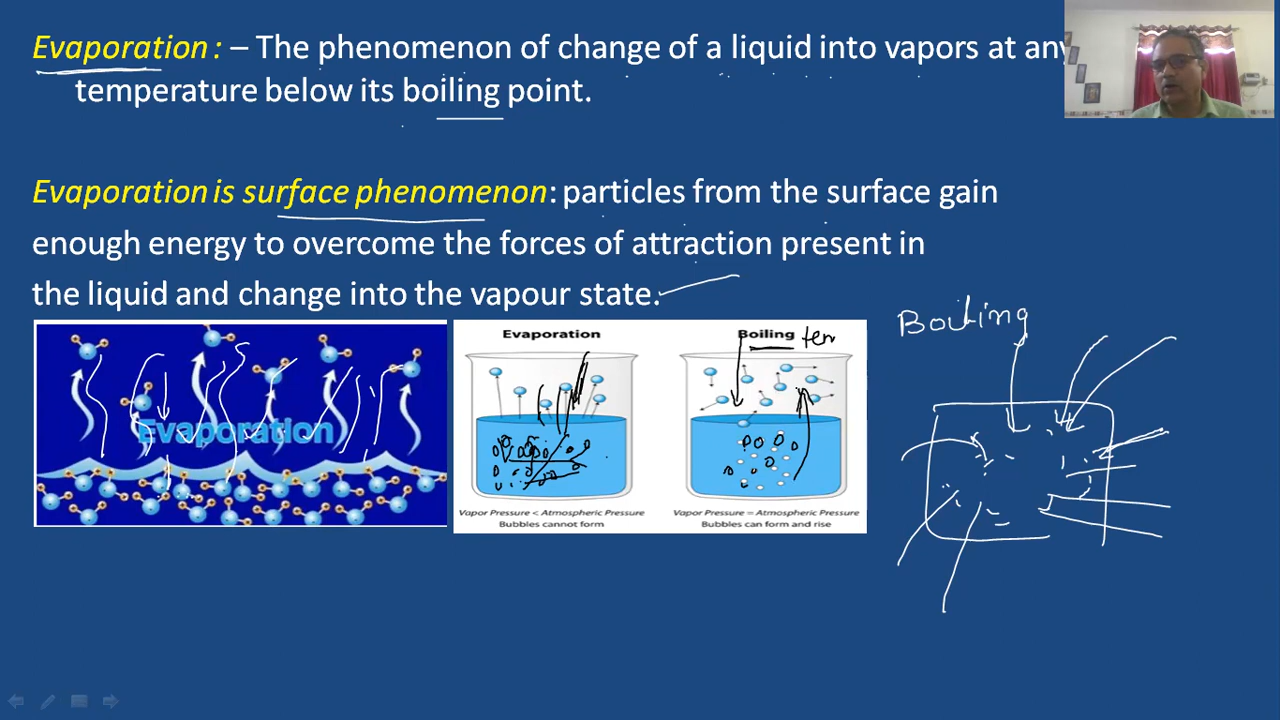 Evaporation : – The phenomenon of change of a liquid into vapors at any
temperature below its boiling point.
Evaporation is surface phenomenon: particles from the surface gain
enough energy to overcome the forces of attraction present in
the liquid and change into the vapour state.
Boiling
Evaporation
Evaporation
Boiling tem
Vapor Pressure < Atmospheric Pressure
Bubbles cannot form
Vapor Pressure = Atmospheric Pressure
Bubbles can form and rise